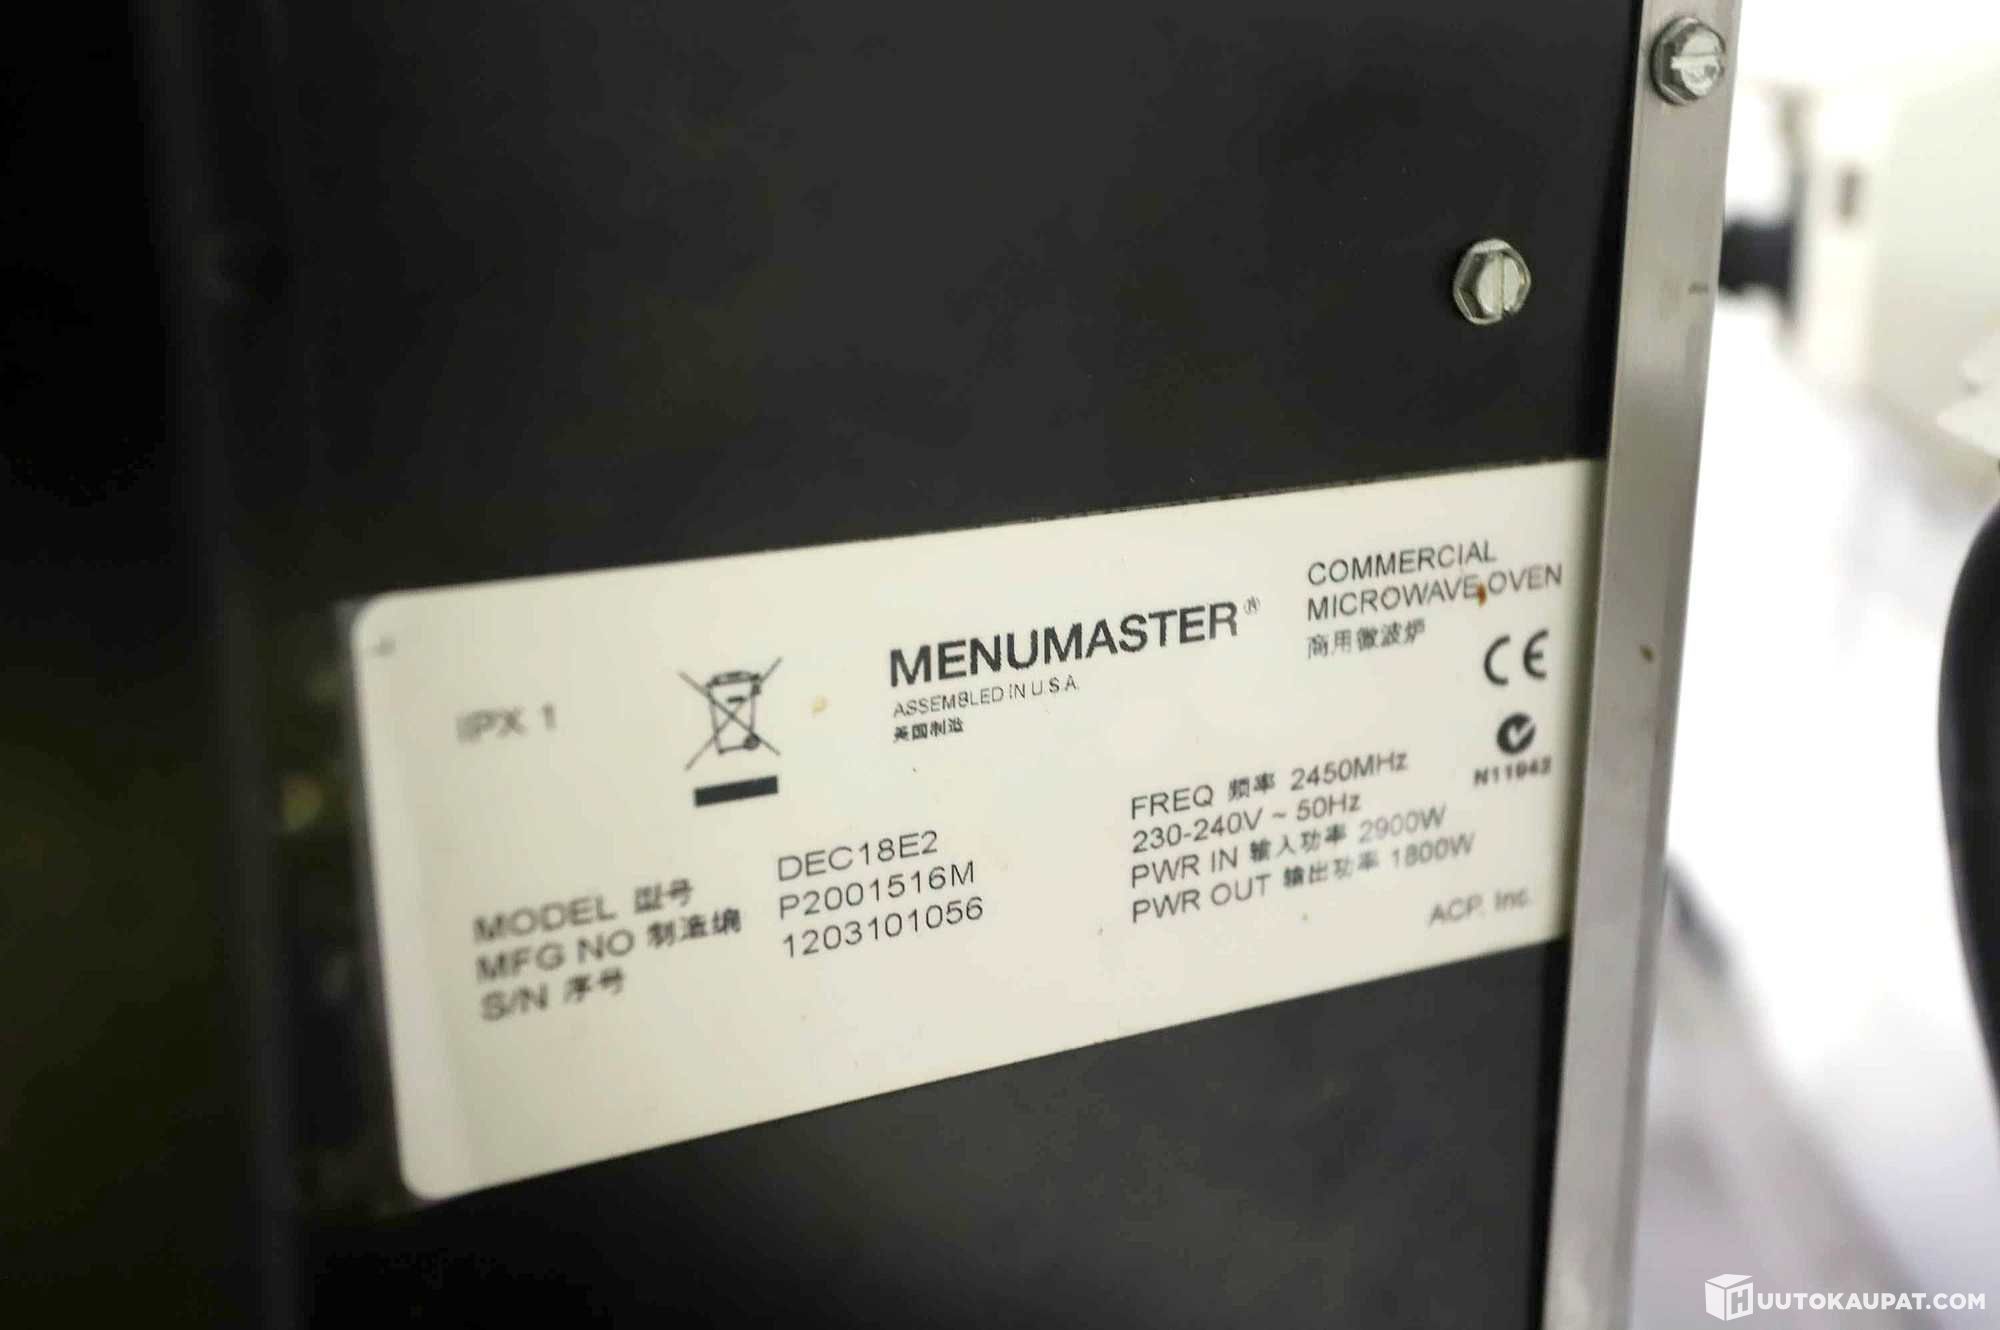 IPX 1
MENUMASTER®
ASSEMBLED IN U.S.A.
美国制造
COMMERCIAL
MICROWAVE OVEN
商用微波炉
CE
N11942
MODEL 型号 DEC18E2
MFG NO 制造编 P2001516M
S/N 序号 1203101056
FREQ 频率 2450MHz
230-240V ~ 50Hz
PWR IN 输入功率 2900W
PWR OUT 输出功率 1800W
ACP, Inc.
HUUTOKAUPAT.COM